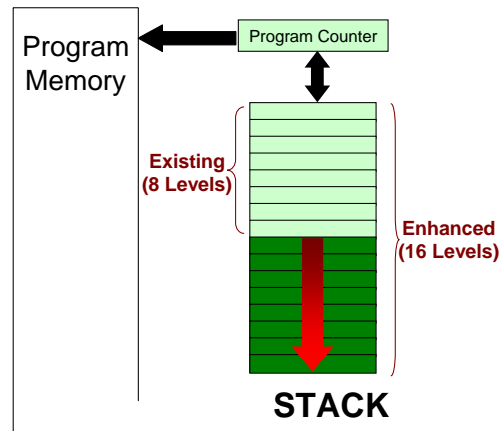 Program
Memory
Program Counter
Existing
(8 Levels)
Enhanced
(16 Levels)
STACK